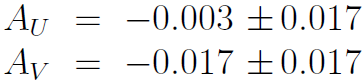 A_U = −0.003 ±0.017
A_V = −0.017 ±0.017